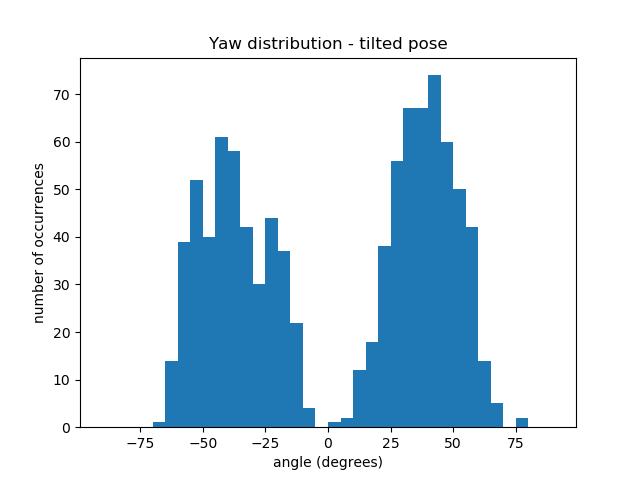 Yaw distribution - tilted pose
number of occurrences
70
60
50
40
30
20
10
0
−75 −50 −25 0 25 50 75
angle (degrees)